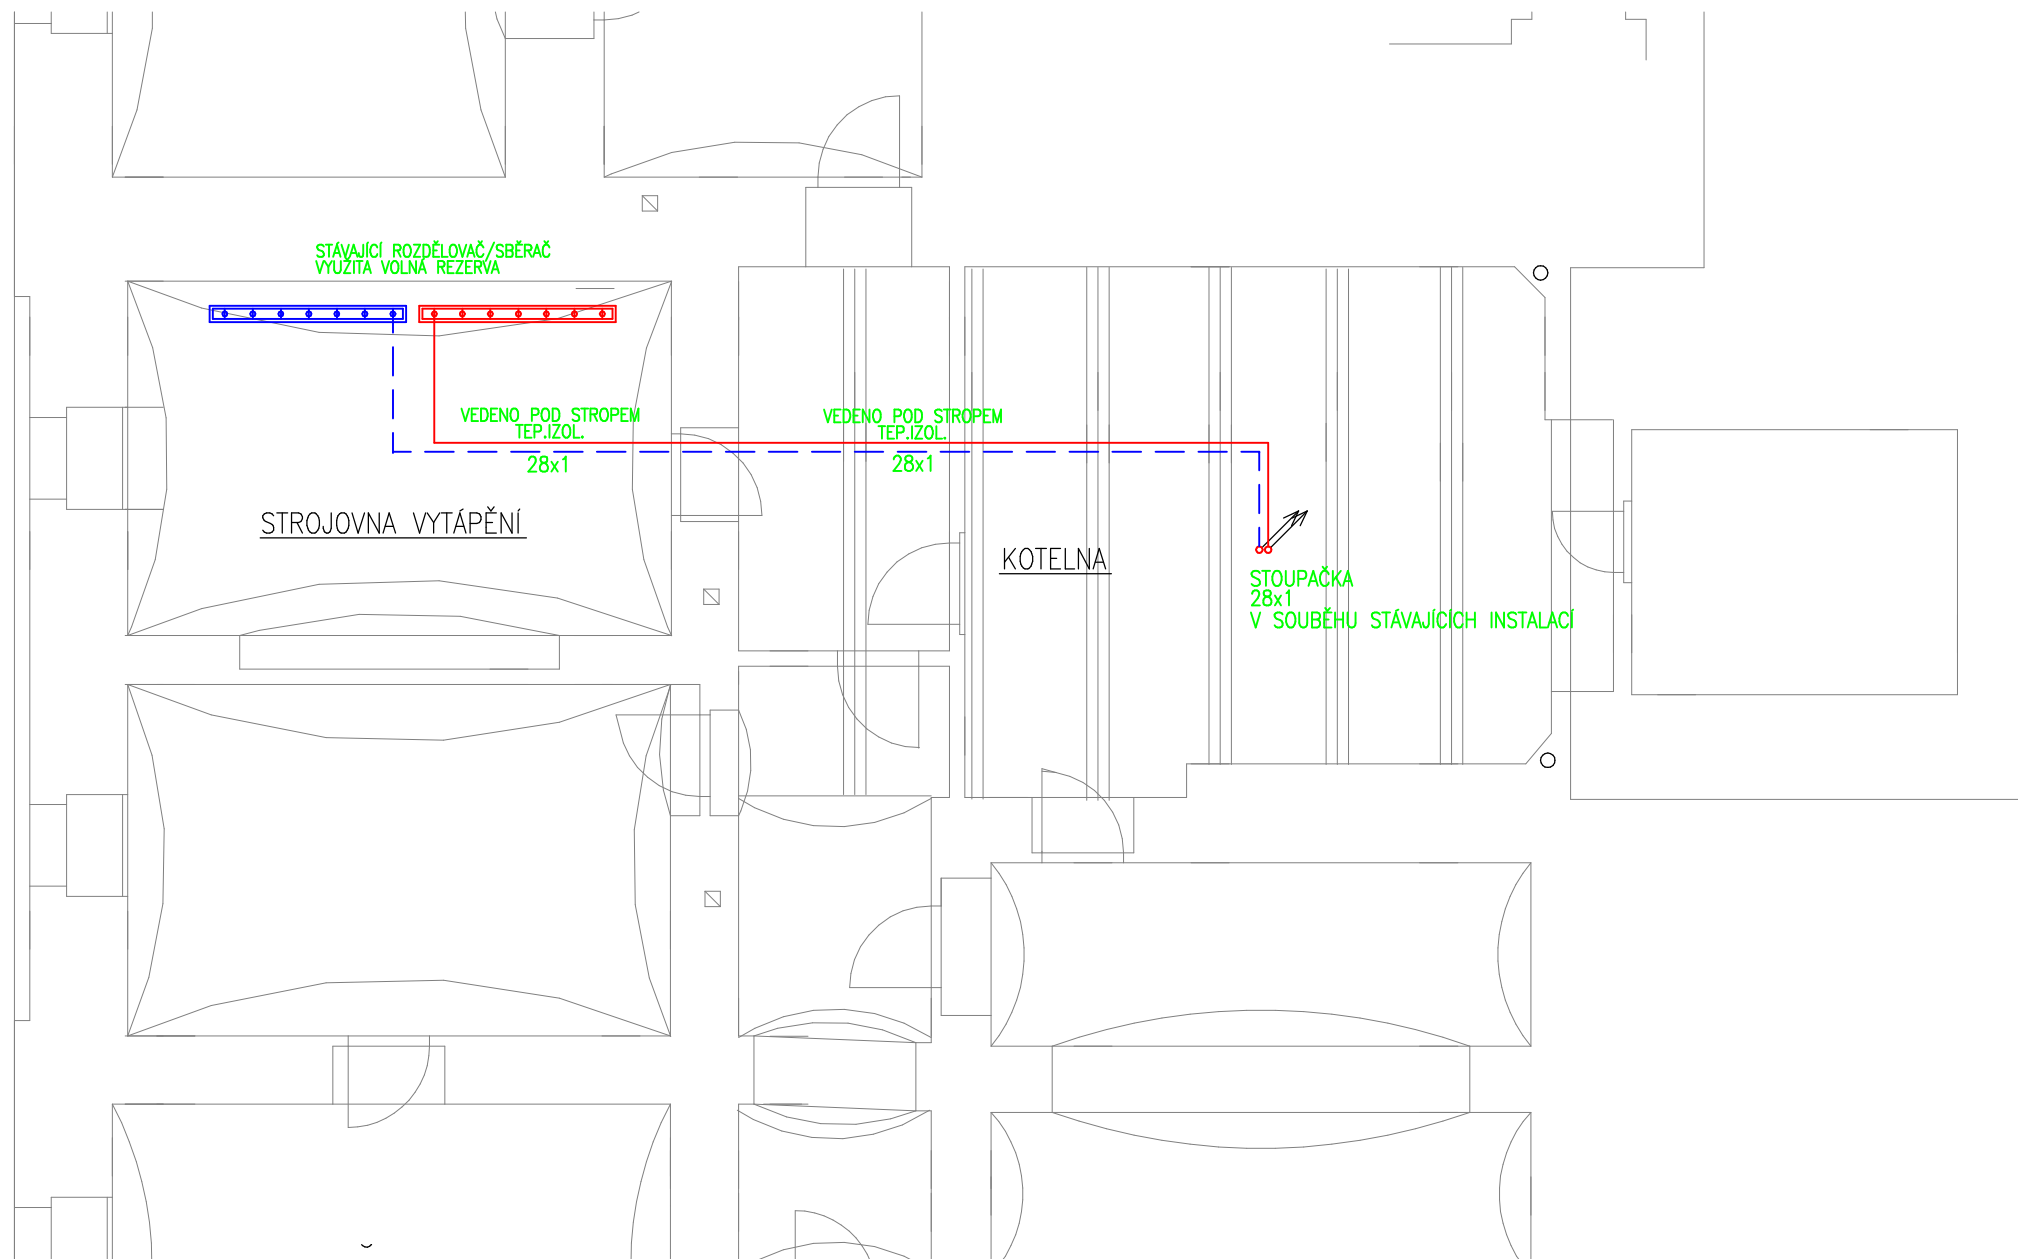 STÁVAJÍCÍ ROZDĚLOVAČ/SBĚRAČ
VYUŽITA VOLNÁ REZERVA
VEDENO POD STROPEM
TEP.IZOL.
28x1
VEDENO POD STROPEM
TEP.IZOL.
28x1
STROJOVNA VYTÁPĚNÍ
KOTELNA
STOUPAČKA
28x1
V SOUBĚHU STÁVAJÍCÍCH INSTALACÍ